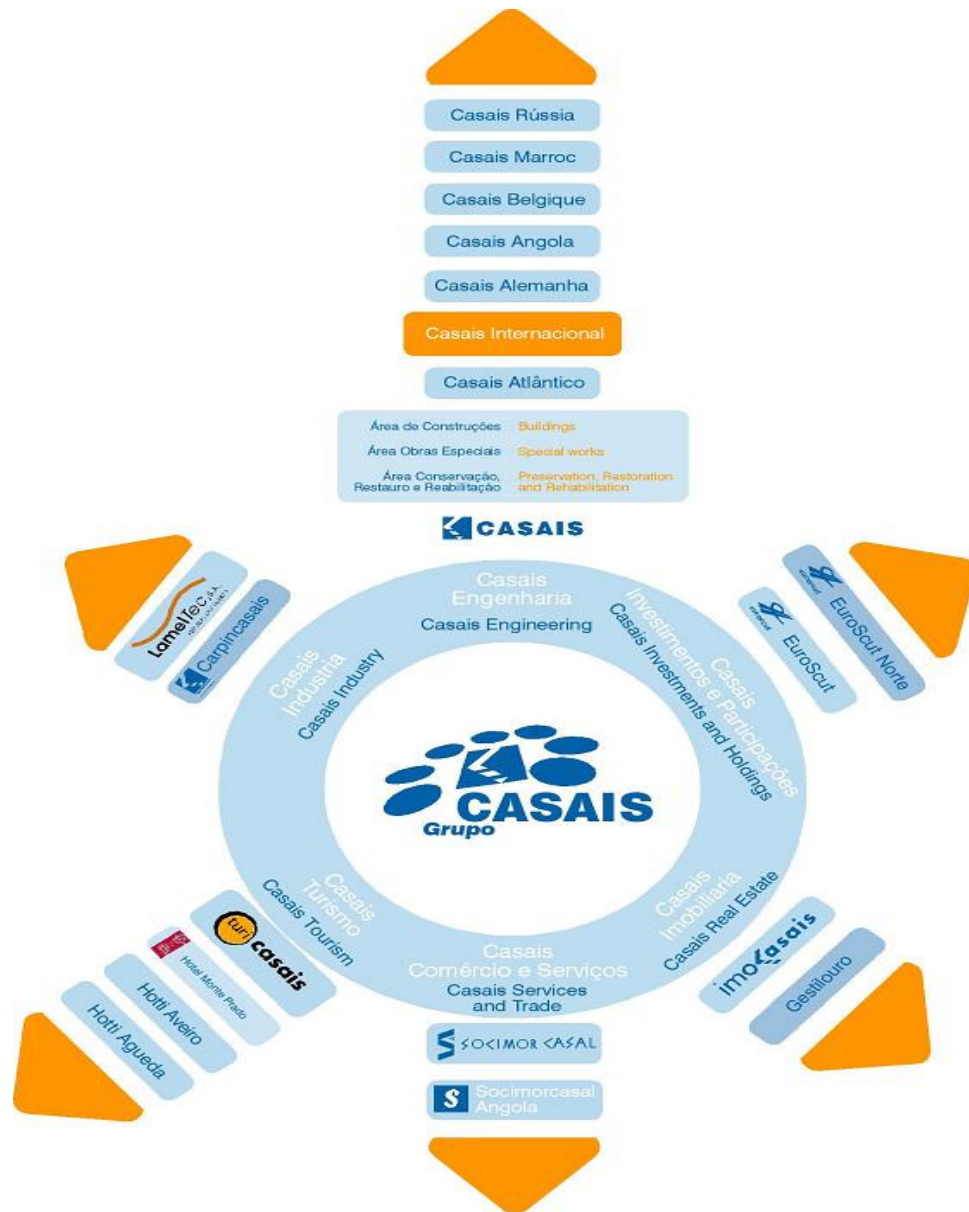 Casais Rússia
Casais Marroc
Casais Belgique
Casais Angola
Casais Alemanha
Casais Internacional
Casais Atlântico
Área de Construções Buildings
Área Obras Especiais Special works
Área Conservação, Preservation, Restoration
Restauro e Reabilitação and Rehabilitation
CASAIS
Casais
Engenharia
Casais Engineering
LamelTec, S.A.
Carpincasais
Casais
Industria
Casais Industry
EuroScut Norte
EuroScut
Casais
Investimentos e Participações
Casais Investments and Holdings
CASAIS
Grupo
Casais
Turismo
Casais Tourism
turi
casais
Hotel Monte Prado
Hotti Aveiro
Hotti Agueda
Casais
Imobiliaria
Casais Real Estate
imocasais
Gestilouro
Casais
Comércio e Serviços
Casais Services
and Trade
SOCIMOR CASAL
S Socimorcasal
Angola